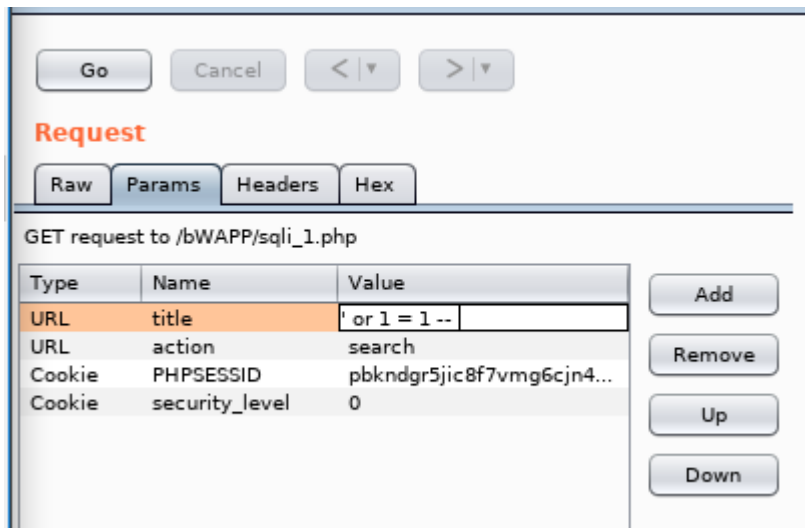 Go Cancel < ▼ > ▼
Request
Raw Params Headers Hex
GET request to /bWAPP/sqli_1.php
Type Name Value
URL title ' or 1 = 1 --
URL action search
Cookie PHPSESSID pbkndgr5jic8f7vmg6cjn4...
Cookie security_level 0
Add
Remove
Up
Down